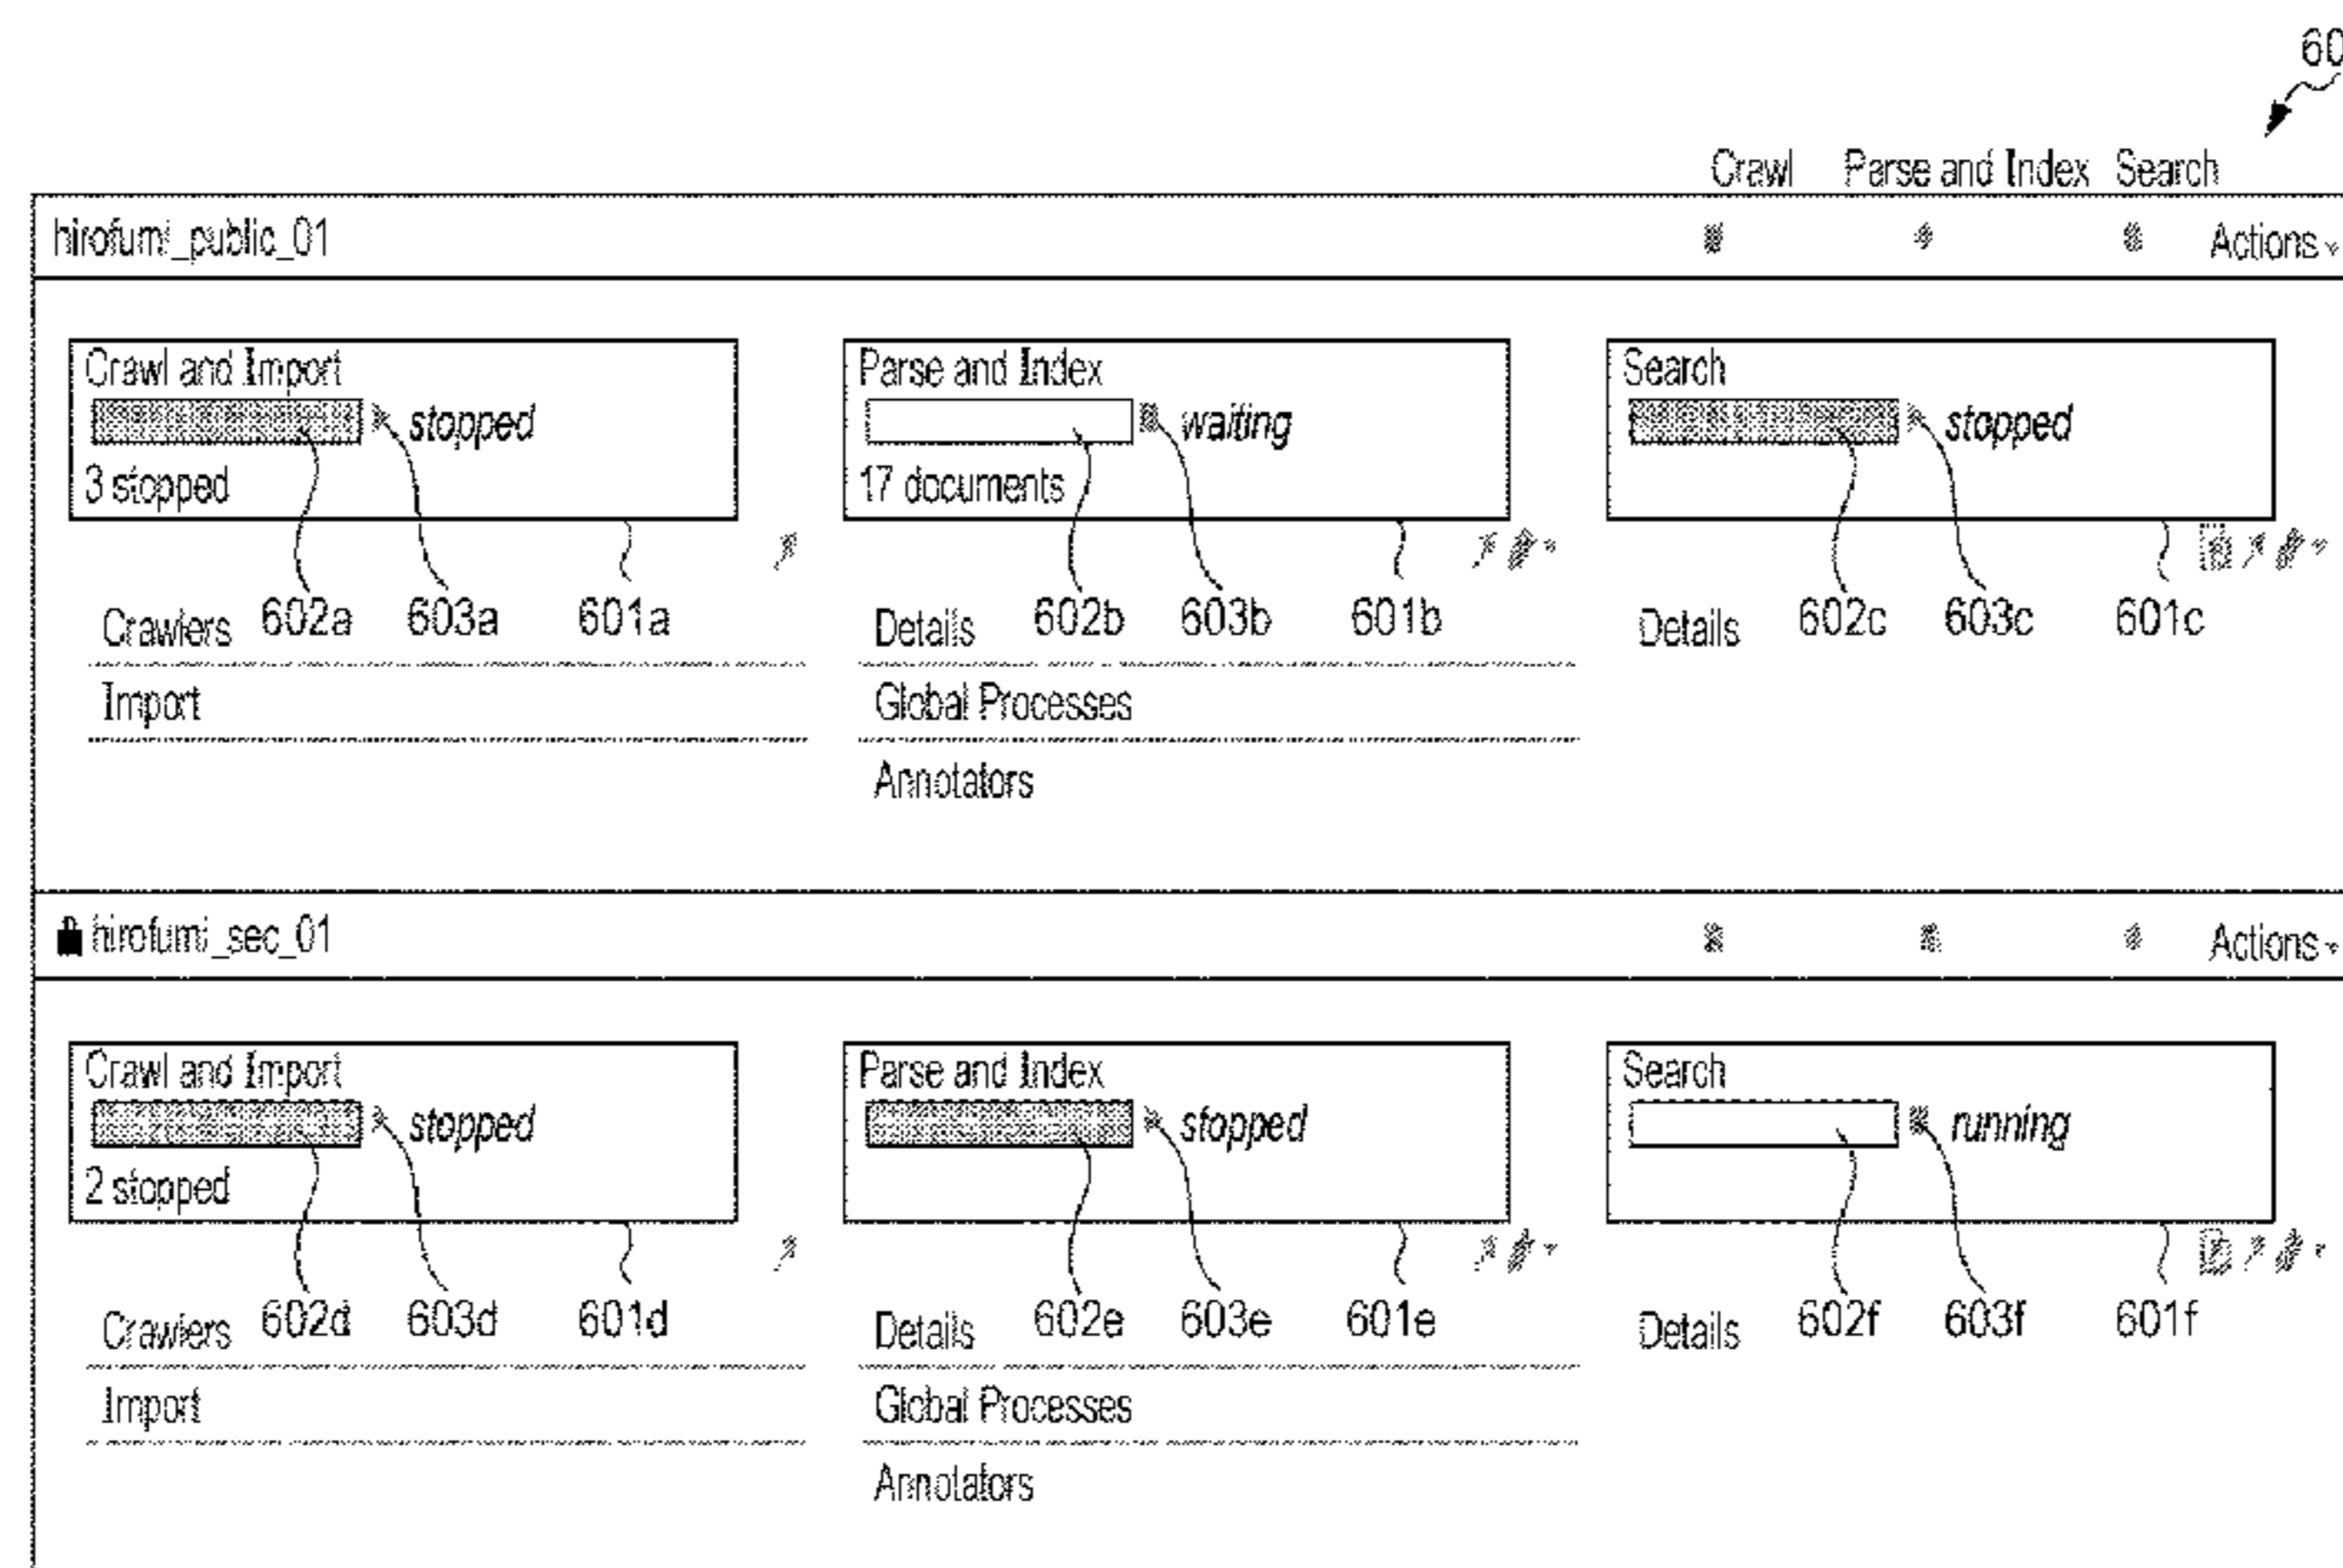 60
Crawl Parse and Index Search
hirofumi_public_01 Actions
Crawl and Import Parse and Index Search
stopped waiting stopped
3 stopped 17 documents
Crawlers 602a 603a 601a Details 602b 603b 601b Details 602c 603c 601c
Import Global Processes
Annotators
hirofumi_sec_01 Actions
Crawl and Import Parse and Index Search
stopped stopped running
2 stopped
Crawlers 602d 603d 601d Details 602e 603e 601e Details 602f 603f 601f
Import Global Processes
Annotators